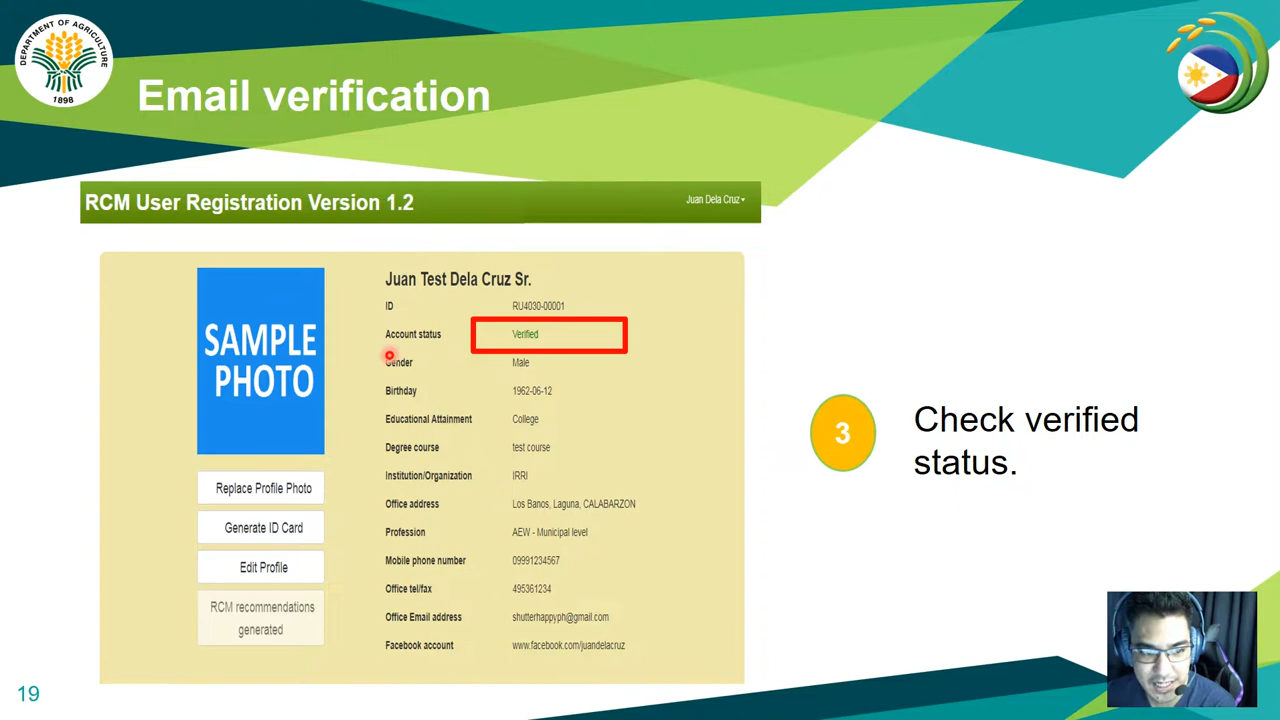 DEPARTMENT OF AGRICULTURE
1898
Email verification
RCM User Registration Version 1.2
Juan Dela Cruz
SAMPLE
PHOTO
Replace Profile Photo
Generate ID Card
Edit Profile
RCM recommendations
generated
Juan Test Dela Cruz Sr.
ID RU4030-00001
Account status Verified
Gender Male
Birthday 1962-06-12
Educational Attainment College
Degree course test course
Institution/Organization IRRI
Office address Los Banos, Laguna, CALABARZON
Profession AEW - Municipal level
Mobile phone number 09991234567
Office tel/fax 495361234
Office Email address shutterhappyph@gmail.com
Facebook account www.facebook.com/juandelacruz
3
Check verified
status.
19